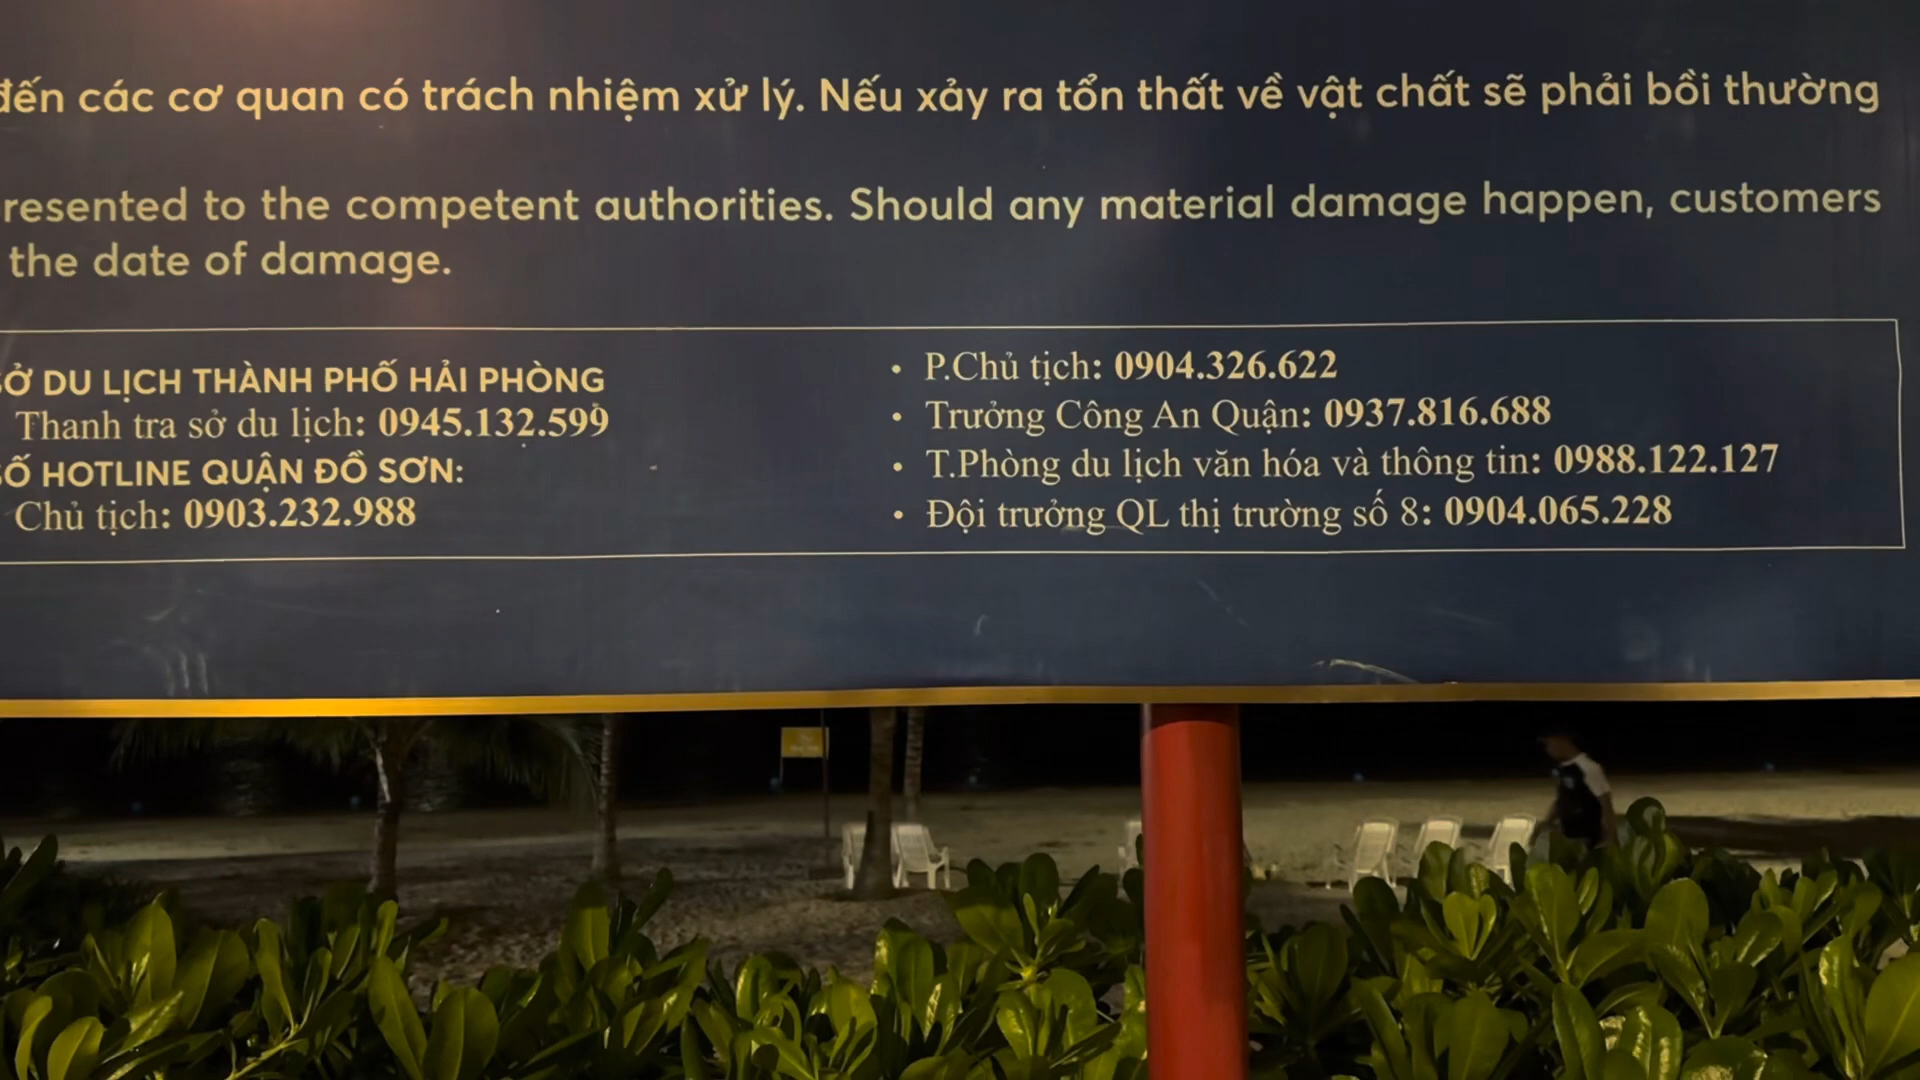 đến các cơ quan có trách nhiệm xử lý. Nếu xảy ra tổn thất về vật chất sẽ phải bồi thường
resented to the competent authorities. Should any material damage happen, customers
the date of damage.
SỞ DU LỊCH THÀNH PHỐ HẢI PHÒNG
Thanh tra sở du lịch: 0945.132.599
SỐ HOTLINE QUẬN ĐỒ SƠN:
Chủ tịch: 0903.232.988
• P.Chủ tịch: 0904.326.622
• Trưởng Công An Quận: 0937.816.688
• T.Phòng du lịch văn hóa và thông tin: 0988.122.127
• Đội trưởng QL thị trường số 8: 0904.065.228